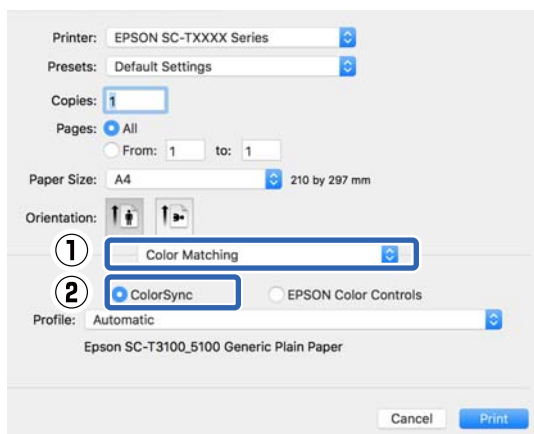 Printer: EPSON SC-TXXXX Series
Presets: Default Settings
Copies: 1
Pages: All
From: 1 to: 1
Paper Size: A4 210 by 297 mm
Orientation:
① Color Matching
② ColorSync EPSON Color Controls
Profile: Automatic
Epson SC-T3100_5100 Generic Plain Paper
Cancel Print